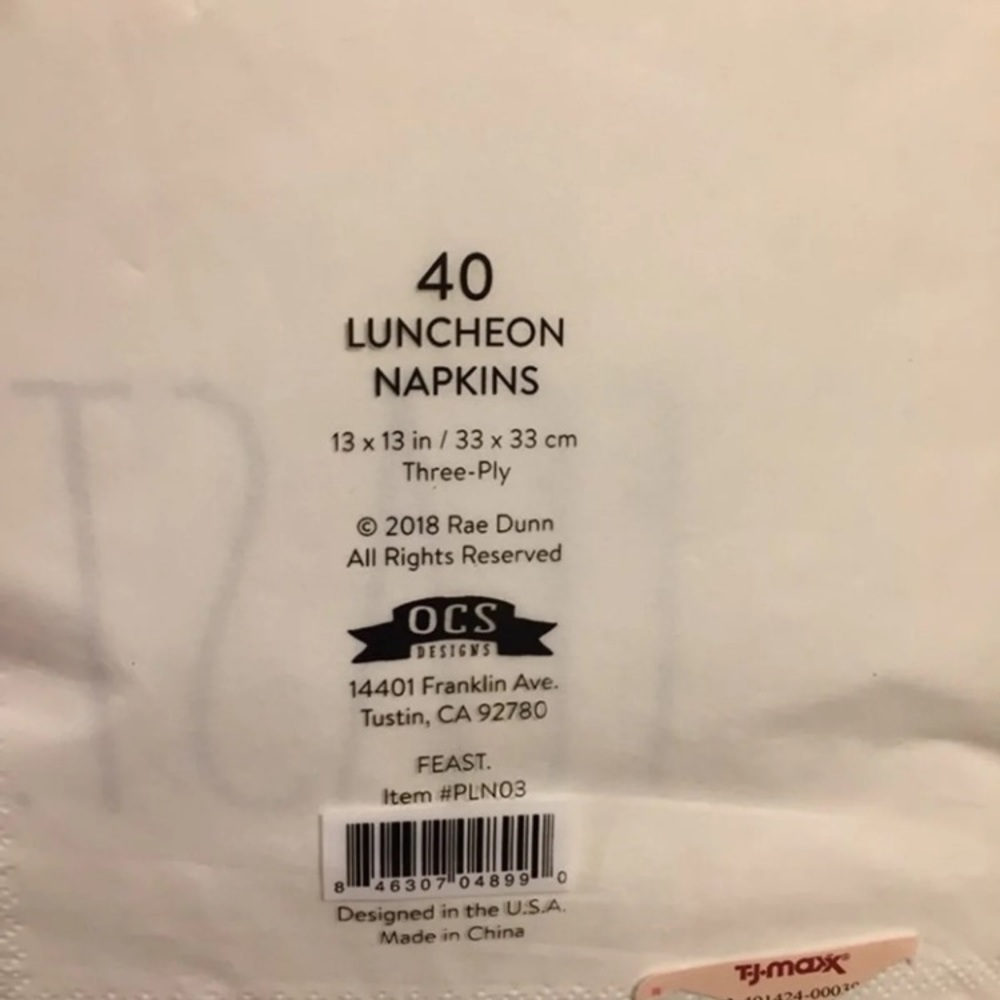 40
LUNCHEON
NAPKINS
13 x 13 in / 33 x 33 cm
Three-Ply
© 2018 Rae Dunn
All Rights Reserved
OCS
DESIGNS
14401 Franklin Ave.
Tustin, CA 92780
FEAST.
Item #PLN03
8 46307 04899 0
Designed in the U.S.A.
Made in China
T·J·maxx®